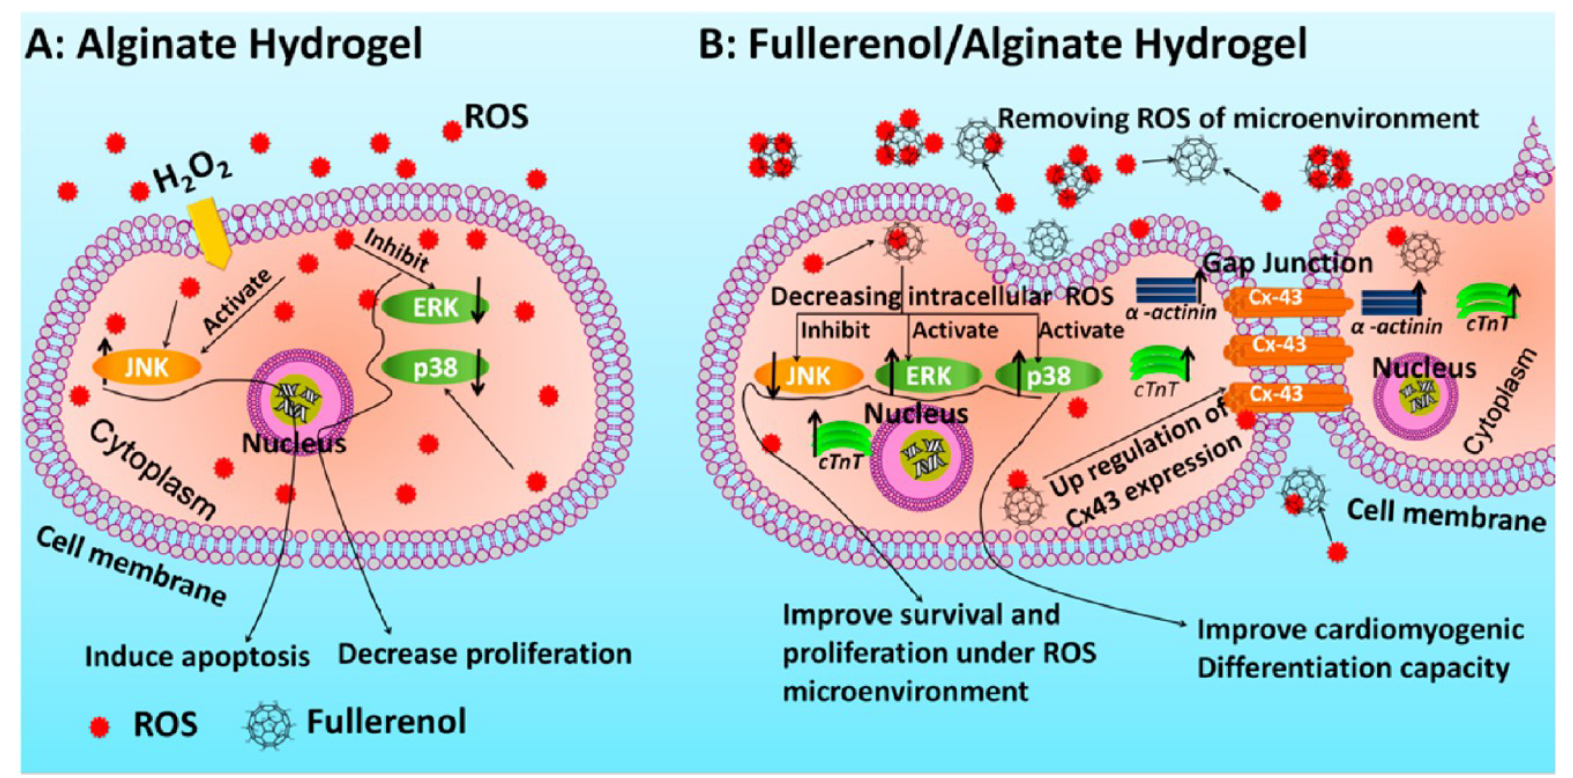 A: Alginate Hydrogel
ROS
H2O2
Inhibit
Activate
ERK
JNK
p38
Nucleus
Cytoplasm
Cell membrane
Induce apoptosis
Decrease proliferation
ROS
Fullerenol
B: Fullerenol/Alginate Hydrogel
Removing ROS of microenvironment
Gap Junction
Decreasing intracellular ROS
Inhibit
Activate
Activate
JNK
ERK
p38
α -actinin
cTnT
Cx-43
Cx-43
Cx-43
α -actinin
cTnT
Nucleus
cTnT
Nucleus
Cytoplasm
Up regulation of
Cx43 expression
Cell membrane
Improve survival and
proliferation under ROS
microenvironment
Improve cardiomyogenic
Differentiation capacity